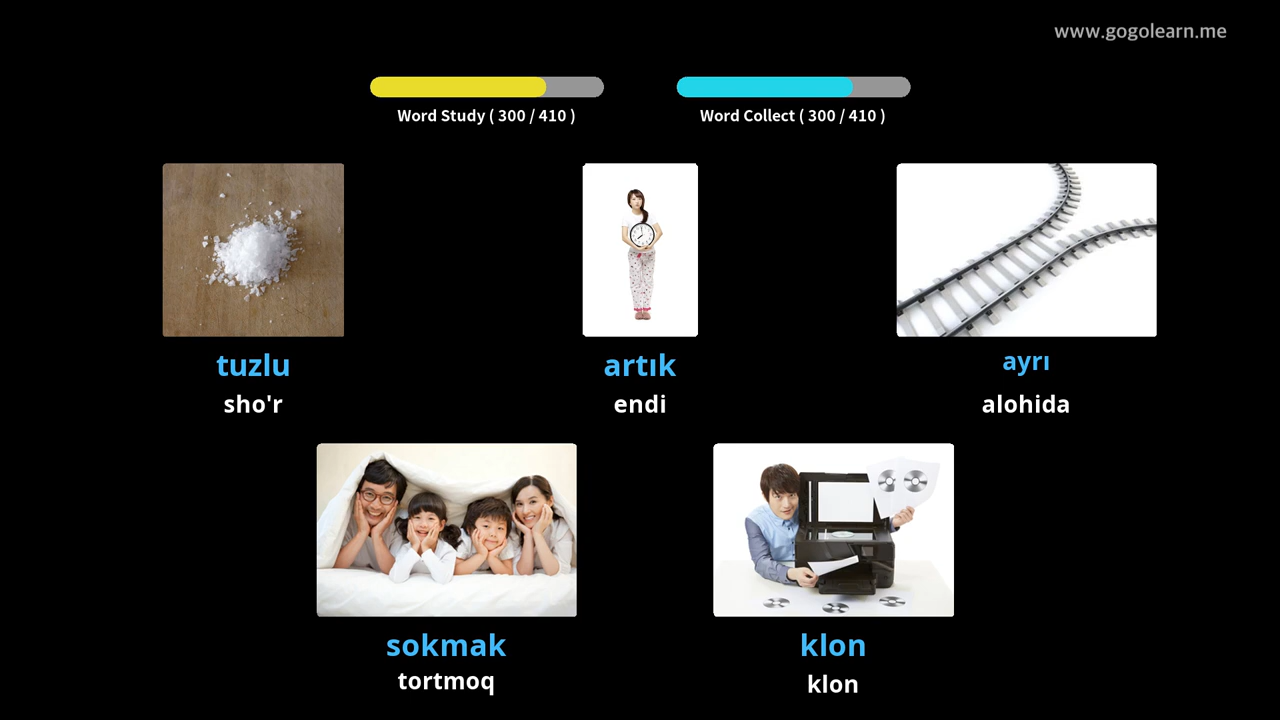 www.gogolearn.me
Word Study ( 300 / 410 )
Word Collect ( 300 / 410 )
tuzlu
sho'r
artık
endi
ayrı
alohida
sokmak
tortmoq
klon
klon